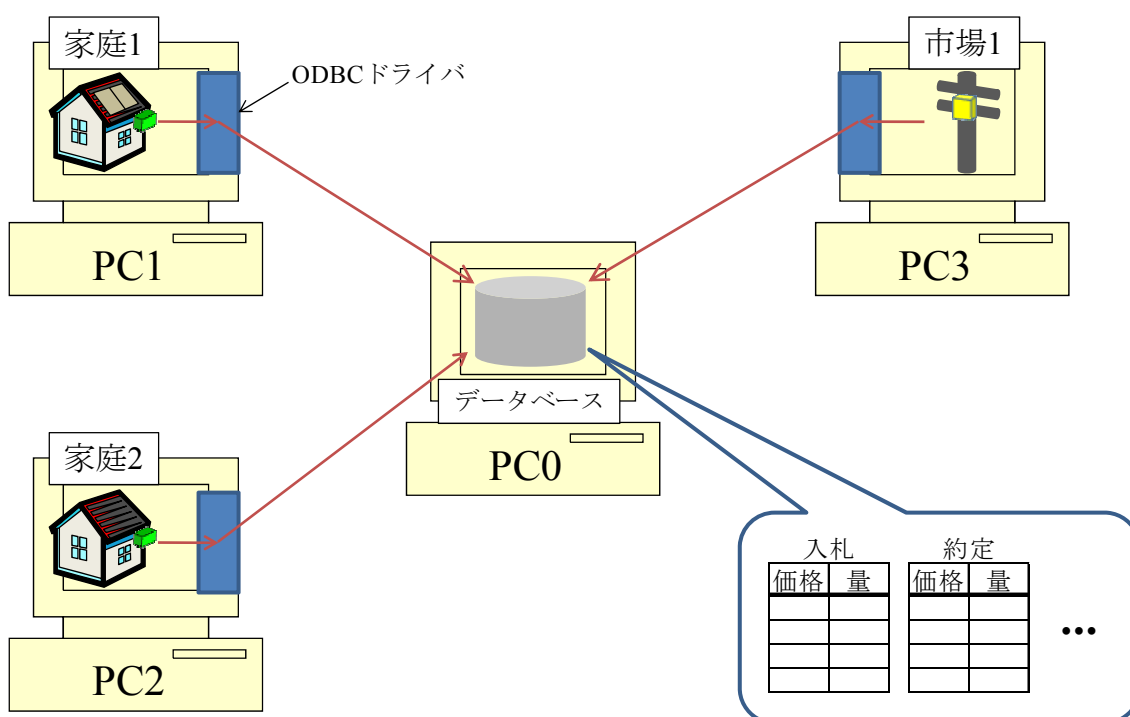 家庭1
ODBCドライバ
市場1
PC1
PC3
データベース
PC0
家庭2
PC2
入札
約定
価格 量
価格 量
•••